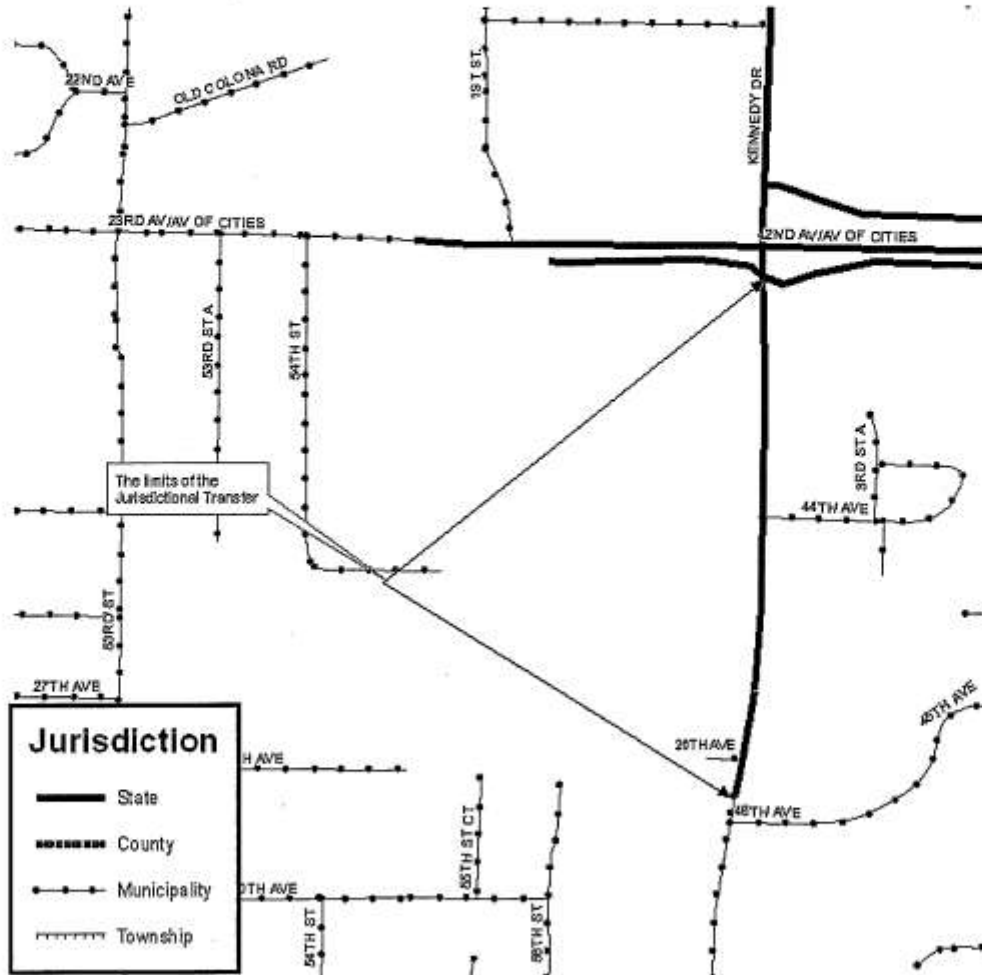 22ND AVE
OLD COLONA RD
1ST ST.
KENNEDY DR
23RD AV/AV OF CITIES
42ND AV/AV OF CITIES
53RD ST A
54TH ST
The limits of the
Jurisdictional Transfer
3RD ST A
44TH AVE
53RD ST
27TH AVE
45TH AVE
26TH AVE
46TH AVE
H AVE
55TH ST CT
0TH AVE
54TH ST
56TH ST
Jurisdiction
State
County
Municipality
Township